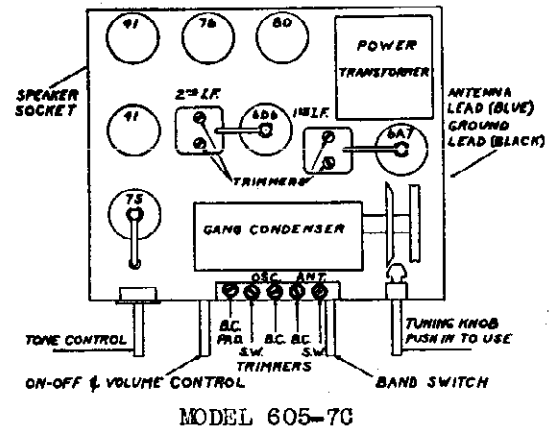 41
76
80
POWER
TRANSFORMER
SPEAKER
SOCKET
2ND I.F.
1ST I.F.
ANTENNA
LEAD (BLUE)
GROUND
LEAD (BLACK)
41
6D6
6A7
TRIMMERS
75
GANG CONDENSER
OSC. ANT.
B.C.
PAD.
S.W.
B.C.
B.C.
S.W.
TRIMMERS
TONE CONTROL
TUNING KNOB
PUSH IN TO USE
ON-OFF & VOLUME CONTROL
BAND SWITCH
MODEL 605-7C